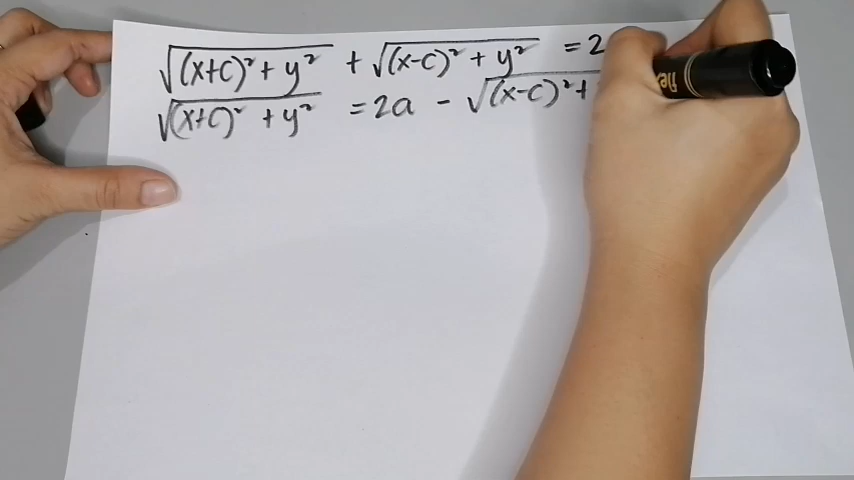 √(x+c)² + y² + √(x-c)² + y² = 2
√(x+c)² + y² = 2a - √(x-c)² +